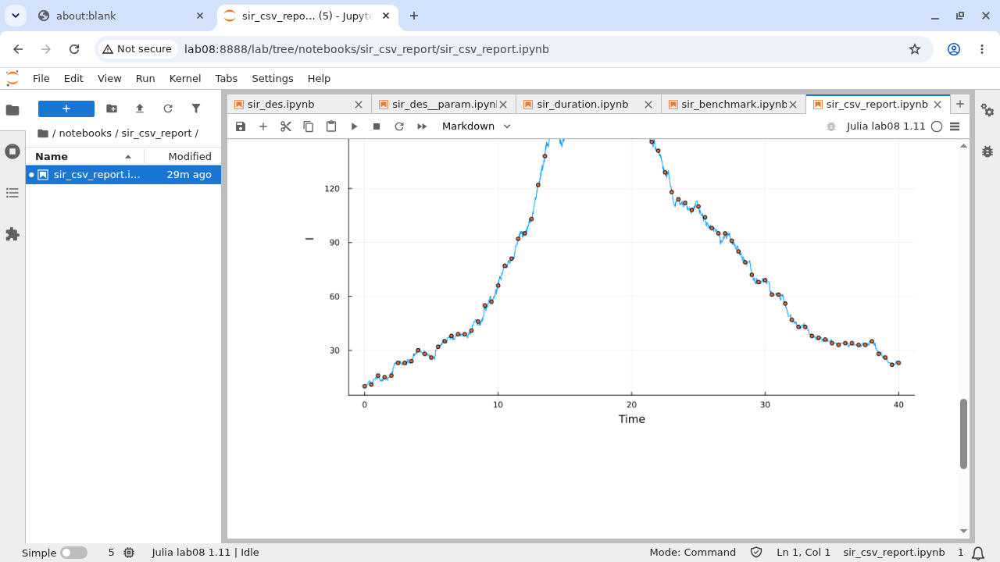 about:blank
sir_csv_repo… (5) - Jupyte
Not secure
lab08:8888/lab/tree/notebooks/sir_csv_report/sir_csv_report.ipynb
File Edit View Run Kernel Tabs Settings Help
sir_des.ipynb
sir_des__param.ipynl
sir_duration.ipynb
sir_benchmark.ipynb
sir_csv_report.ipynb
Markdown
Julia lab08 1.11
/ notebooks / sir_csv_report /
Name Modified
sir_csv_report.i… 29m ago
120
90
60
30
I
0 10 20 30 40
Time
Simple 5 Julia lab08 1.11 | Idle Mode: Command Ln 1, Col 1 sir_csv_report.ipynb 1